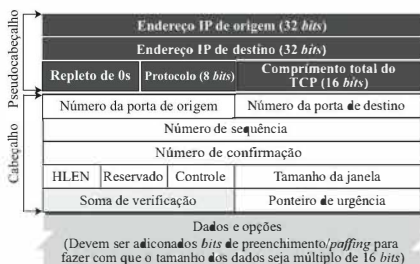 Pseudocabeçalho
Endereço IP de origem (32 bits)
Endereço IP de destino (32 bits)
Repleto de 0s Protocolo (8 bits) Comprimento total do
TCP (16 bits)
Cabeçalho
Número da porta de origem Número da porta de destino
Número de sequência
Número de confirmação
HLEN Reservado Controle Tamanho da janela
Soma de verificação Ponteiro de urgência
Dados e opções
(Devem ser adiconados bits de preenchimento/paffing para
fazer com que o tamanho dos dados seja múltiplo de 16 bits)